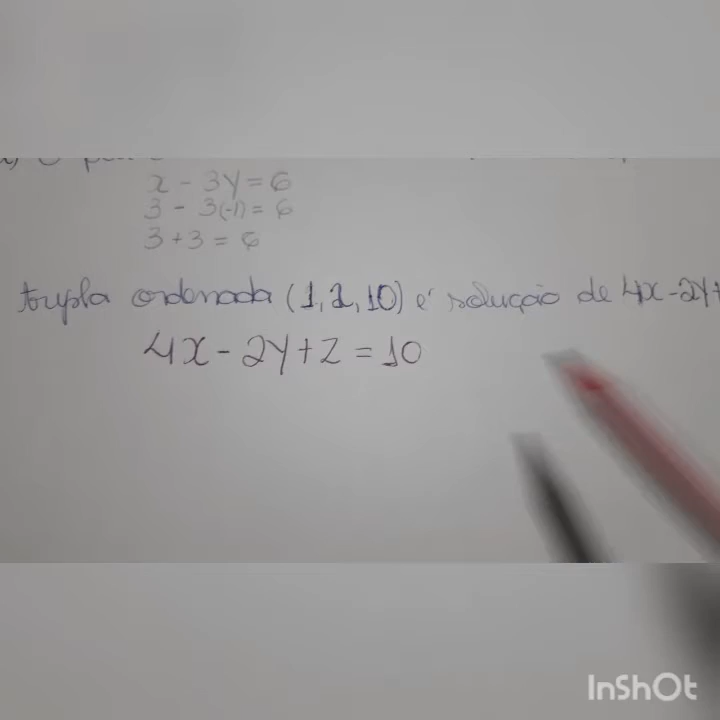 x - 3y = 6
3 - 3(-1) = 6
3 + 3 = 6
tripla ordenada (1, 2, 10) é solução de 4x - 2y +
4x - 2y + z = 10
InShOt